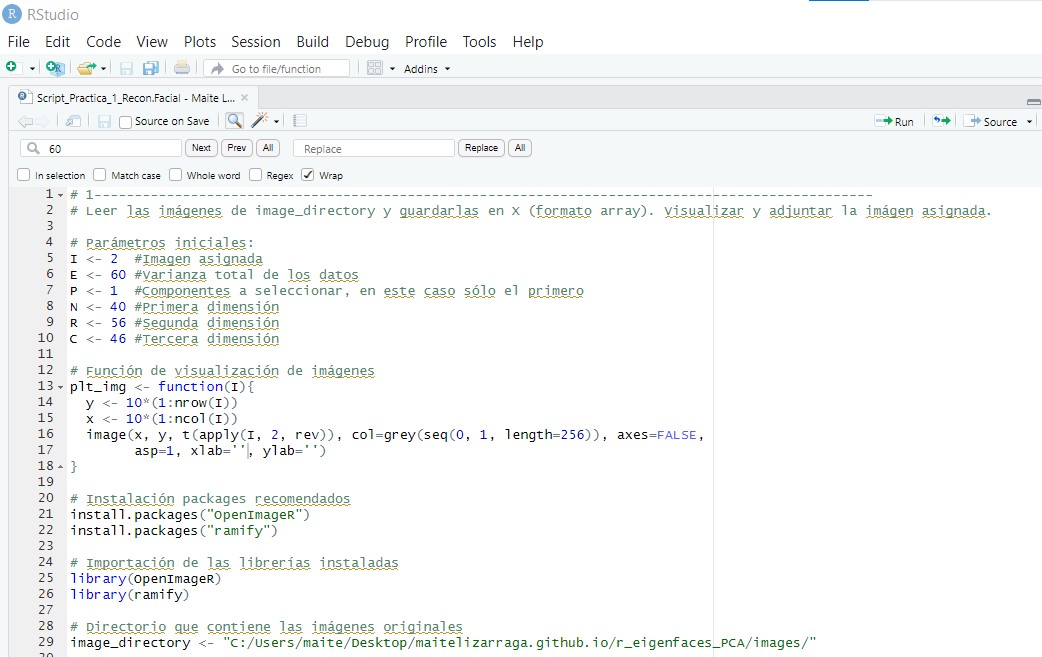 RStudio
File Edit Code View Plots Session Build Debug Profile Tools Help
Go to file/function Addins
Script_Practica_1_Recon.Facial - Maite L...
Source on Save Run Source
60 Next Prev All Replace Replace All
In selection Match case Whole word Regex Wrap
1 # 1-------------------------------------------------------------------------------------------------
2 # Leer las imágenes de image_directory y guardarlas en X (formato array). Visualizar y adjuntar la imágen asignada.
3
4 # Parámetros iniciales:
5 I <- 2 #Imagen asignada
6 E <- 60 #Varianza total de los datos
7 P <- 1 #Componentes a seleccionar, en este caso sólo el primero
8 N <- 40 #Primera dimensión
9 R <- 56 #Segunda dimensión
10 C <- 46 #Tercera dimensión
11
12 # Función de visualización de imágenes
13 plt_img <- function(I){
14 y <- 10*(1:nrow(I))
15 x <- 10*(1:ncol(I))
16 image(x, y, t(apply(I, 2, rev)), col=grey(seq(0, 1, length=256)), axes=FALSE,
17 asp=1, xlab='', ylab='')
18 }
19
20 # Instalación packages recomendados
21 install.packages("OpenImageR")
22 install.packages("ramify")
23
24 # Importación de las librerías instaladas
25 library(OpenImageR)
26 library(ramify)
27
28 # Directorio que contiene las imágenes originales
29 image_directory <- "C:/Users/maite/Desktop/maitelizarraga.github.io/r_eigenfaces_PCA/images/"